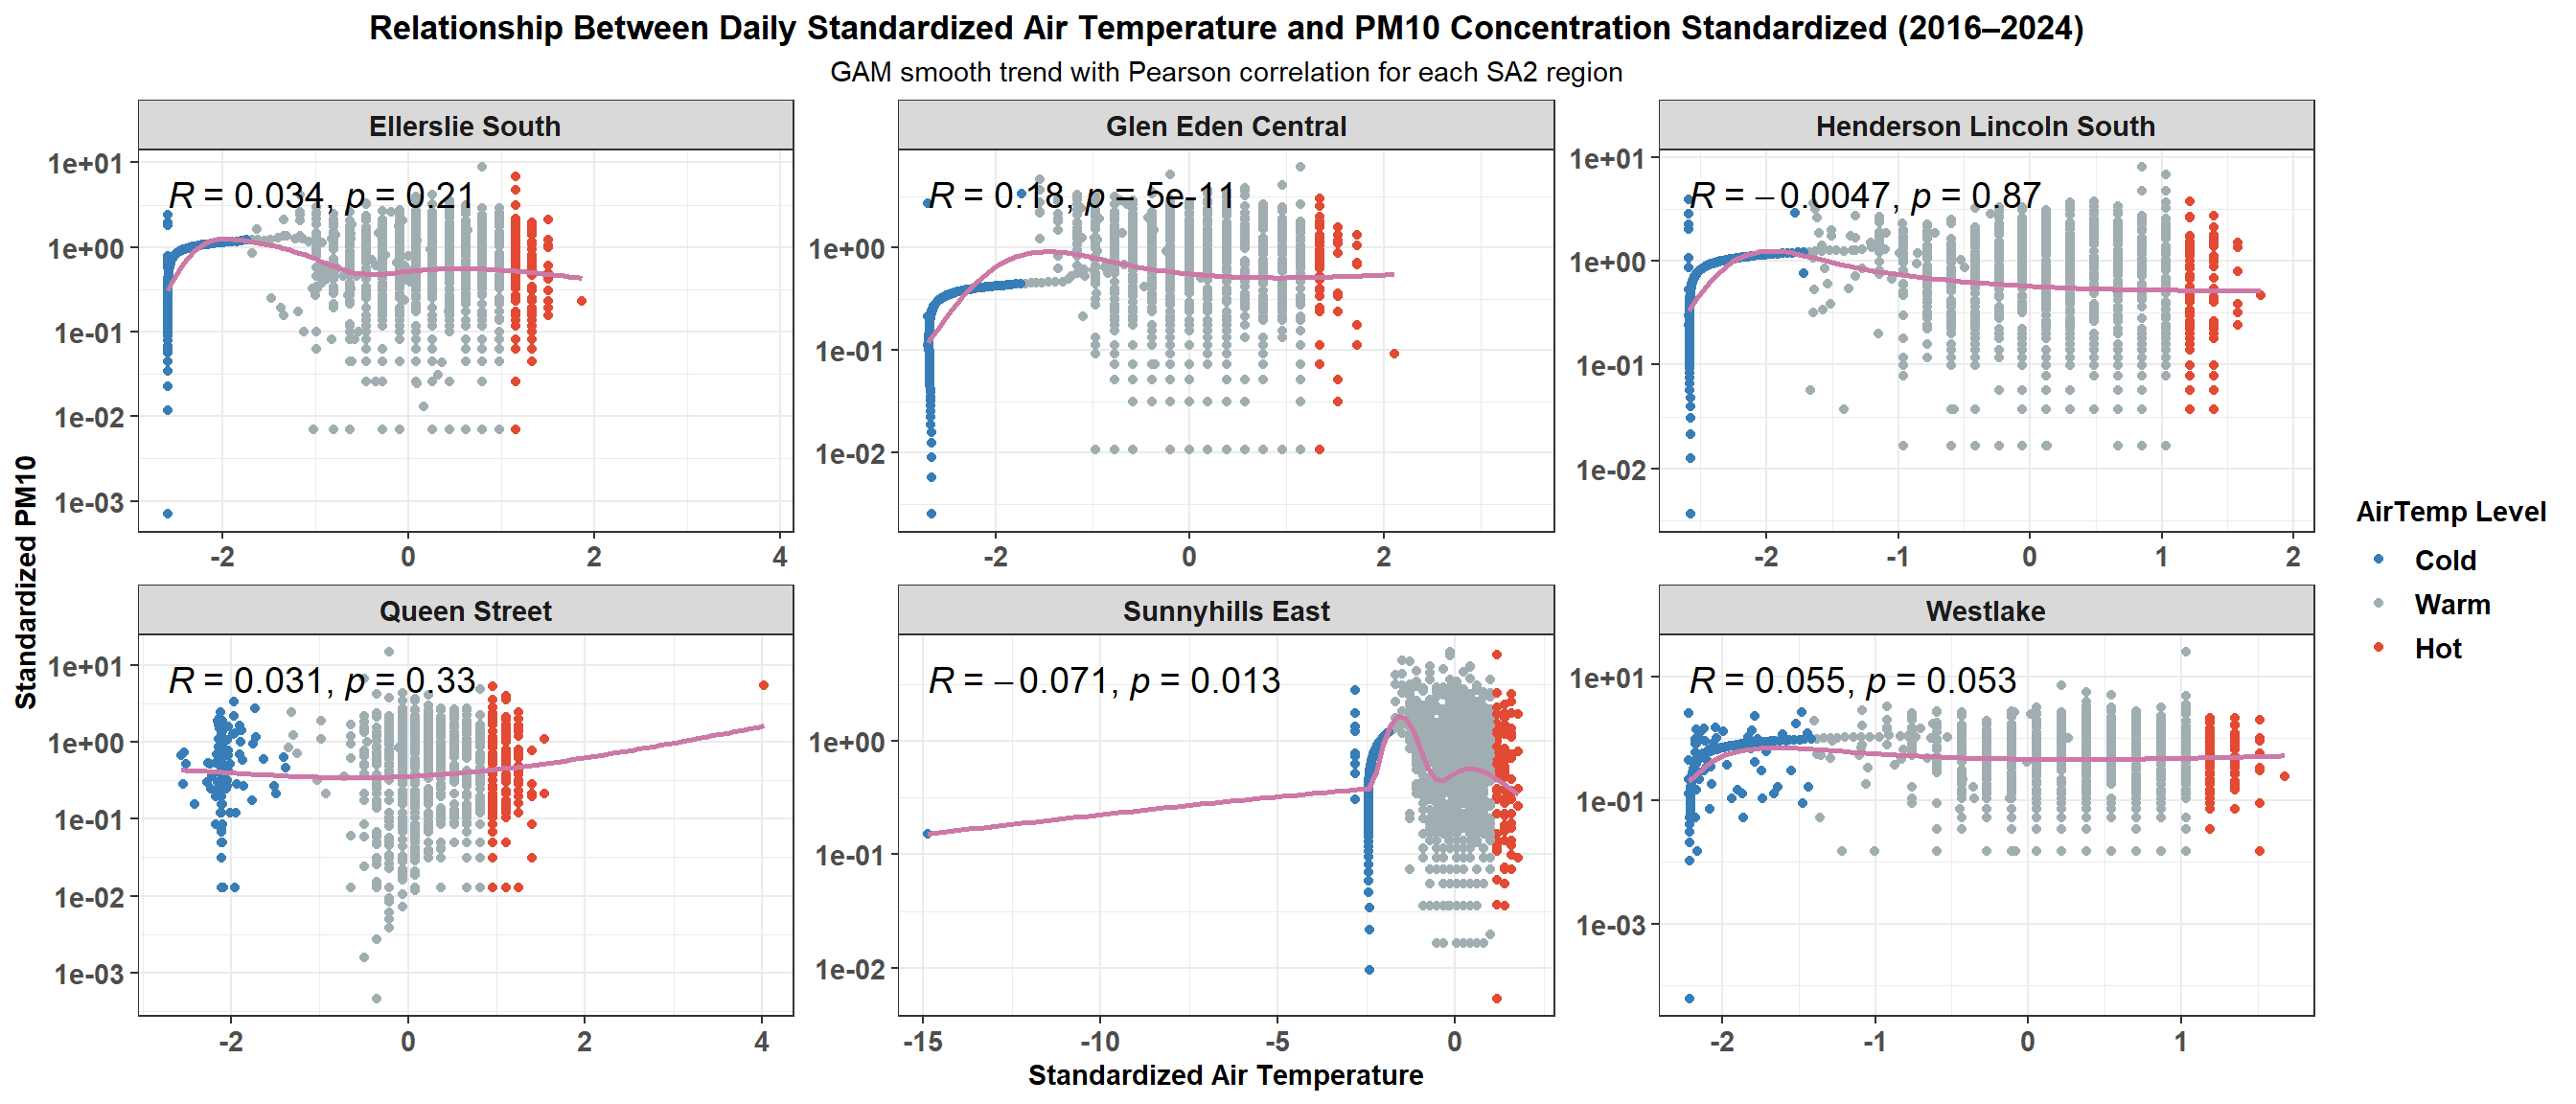 Relationship Between Daily Standardized Air Temperature and PM10 Concentration Standardized (2016–2024)
GAM smooth trend with Pearson correlation for each SA2 region
Ellerslie South
R = 0.034, p = 0.21
1e+01
1e+00
1e-01
1e-02
1e-03
-2 0 2 4
Glen Eden Central
R = 0.18, p = 5e-11
1e+00
1e-01
1e-02
-2 0 2
Henderson Lincoln South
R = −0.0047, p = 0.87
1e+01
1e+00
1e-01
1e-02
-2 -1 0 1 2
Queen Street
R = 0.031, p = 0.33
1e+01
1e+00
1e-01
1e-02
1e-03
-2 0 2 4
Sunnyhills East
R = −0.071, p = 0.013
1e+00
1e-01
1e-02
-15 -10 -5 0
Westlake
R = 0.055, p = 0.053
1e+01
1e-01
1e-03
-2 -1 0 1
Standardized PM10
Standardized Air Temperature
AirTemp Level
Cold
Warm
Hot